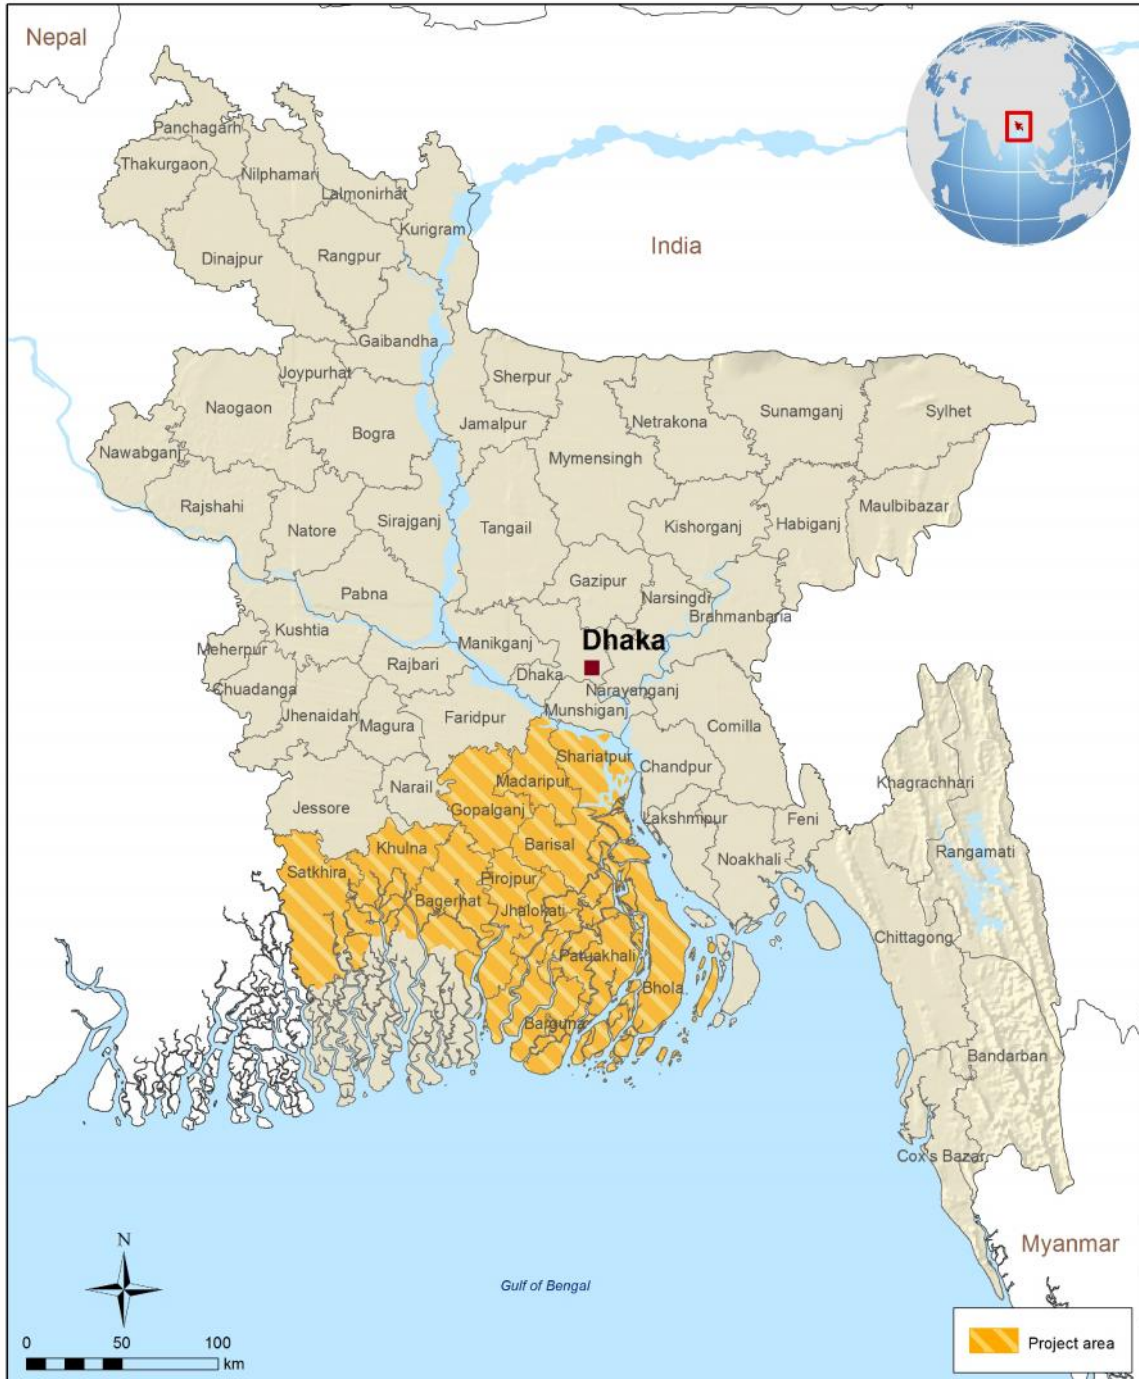 Nepal
Panchagarh
Thakurgaon
Nilphamari
Lalmonirhat
Kurigram
India
Dinajpur
Rangpur
Gaibandha
Joypurhat
Sherpur
Naogaon
Jamalpur
Netrakona
Sunamganj
Sylhet
Bogra
Nawabganj
Mymensingh
Rajshahi
Natore
Sirajganj
Tangail
Kishorganj
Habiganj
Maulbibazar
Gazipur
Pabna
Narsingdi
Brahmanbaria
Kushtia
Meherpur
Manikganj
Dhaka
Rajbari
Dhaka
Chuadanga
Narayanganj
Jhenaidah
Magura
Faridpur
Munshiganj
Comilla
Shariatpur
Chandpur
Madaripur
Khagrachhari
Narail
Jessore
Gopalganj
Lakshmipur
Feni
Khulna
Barisal
Noakhali
Rangamati
Satkhira
Pirojpur
Bagerhat
Jhalokati
Chittagong
Patuakhali
Bhola
Barguna
Bandarban
Cox's Bazar
N
Myanmar
Gulf of Bengal
0 50 100
km
Project area